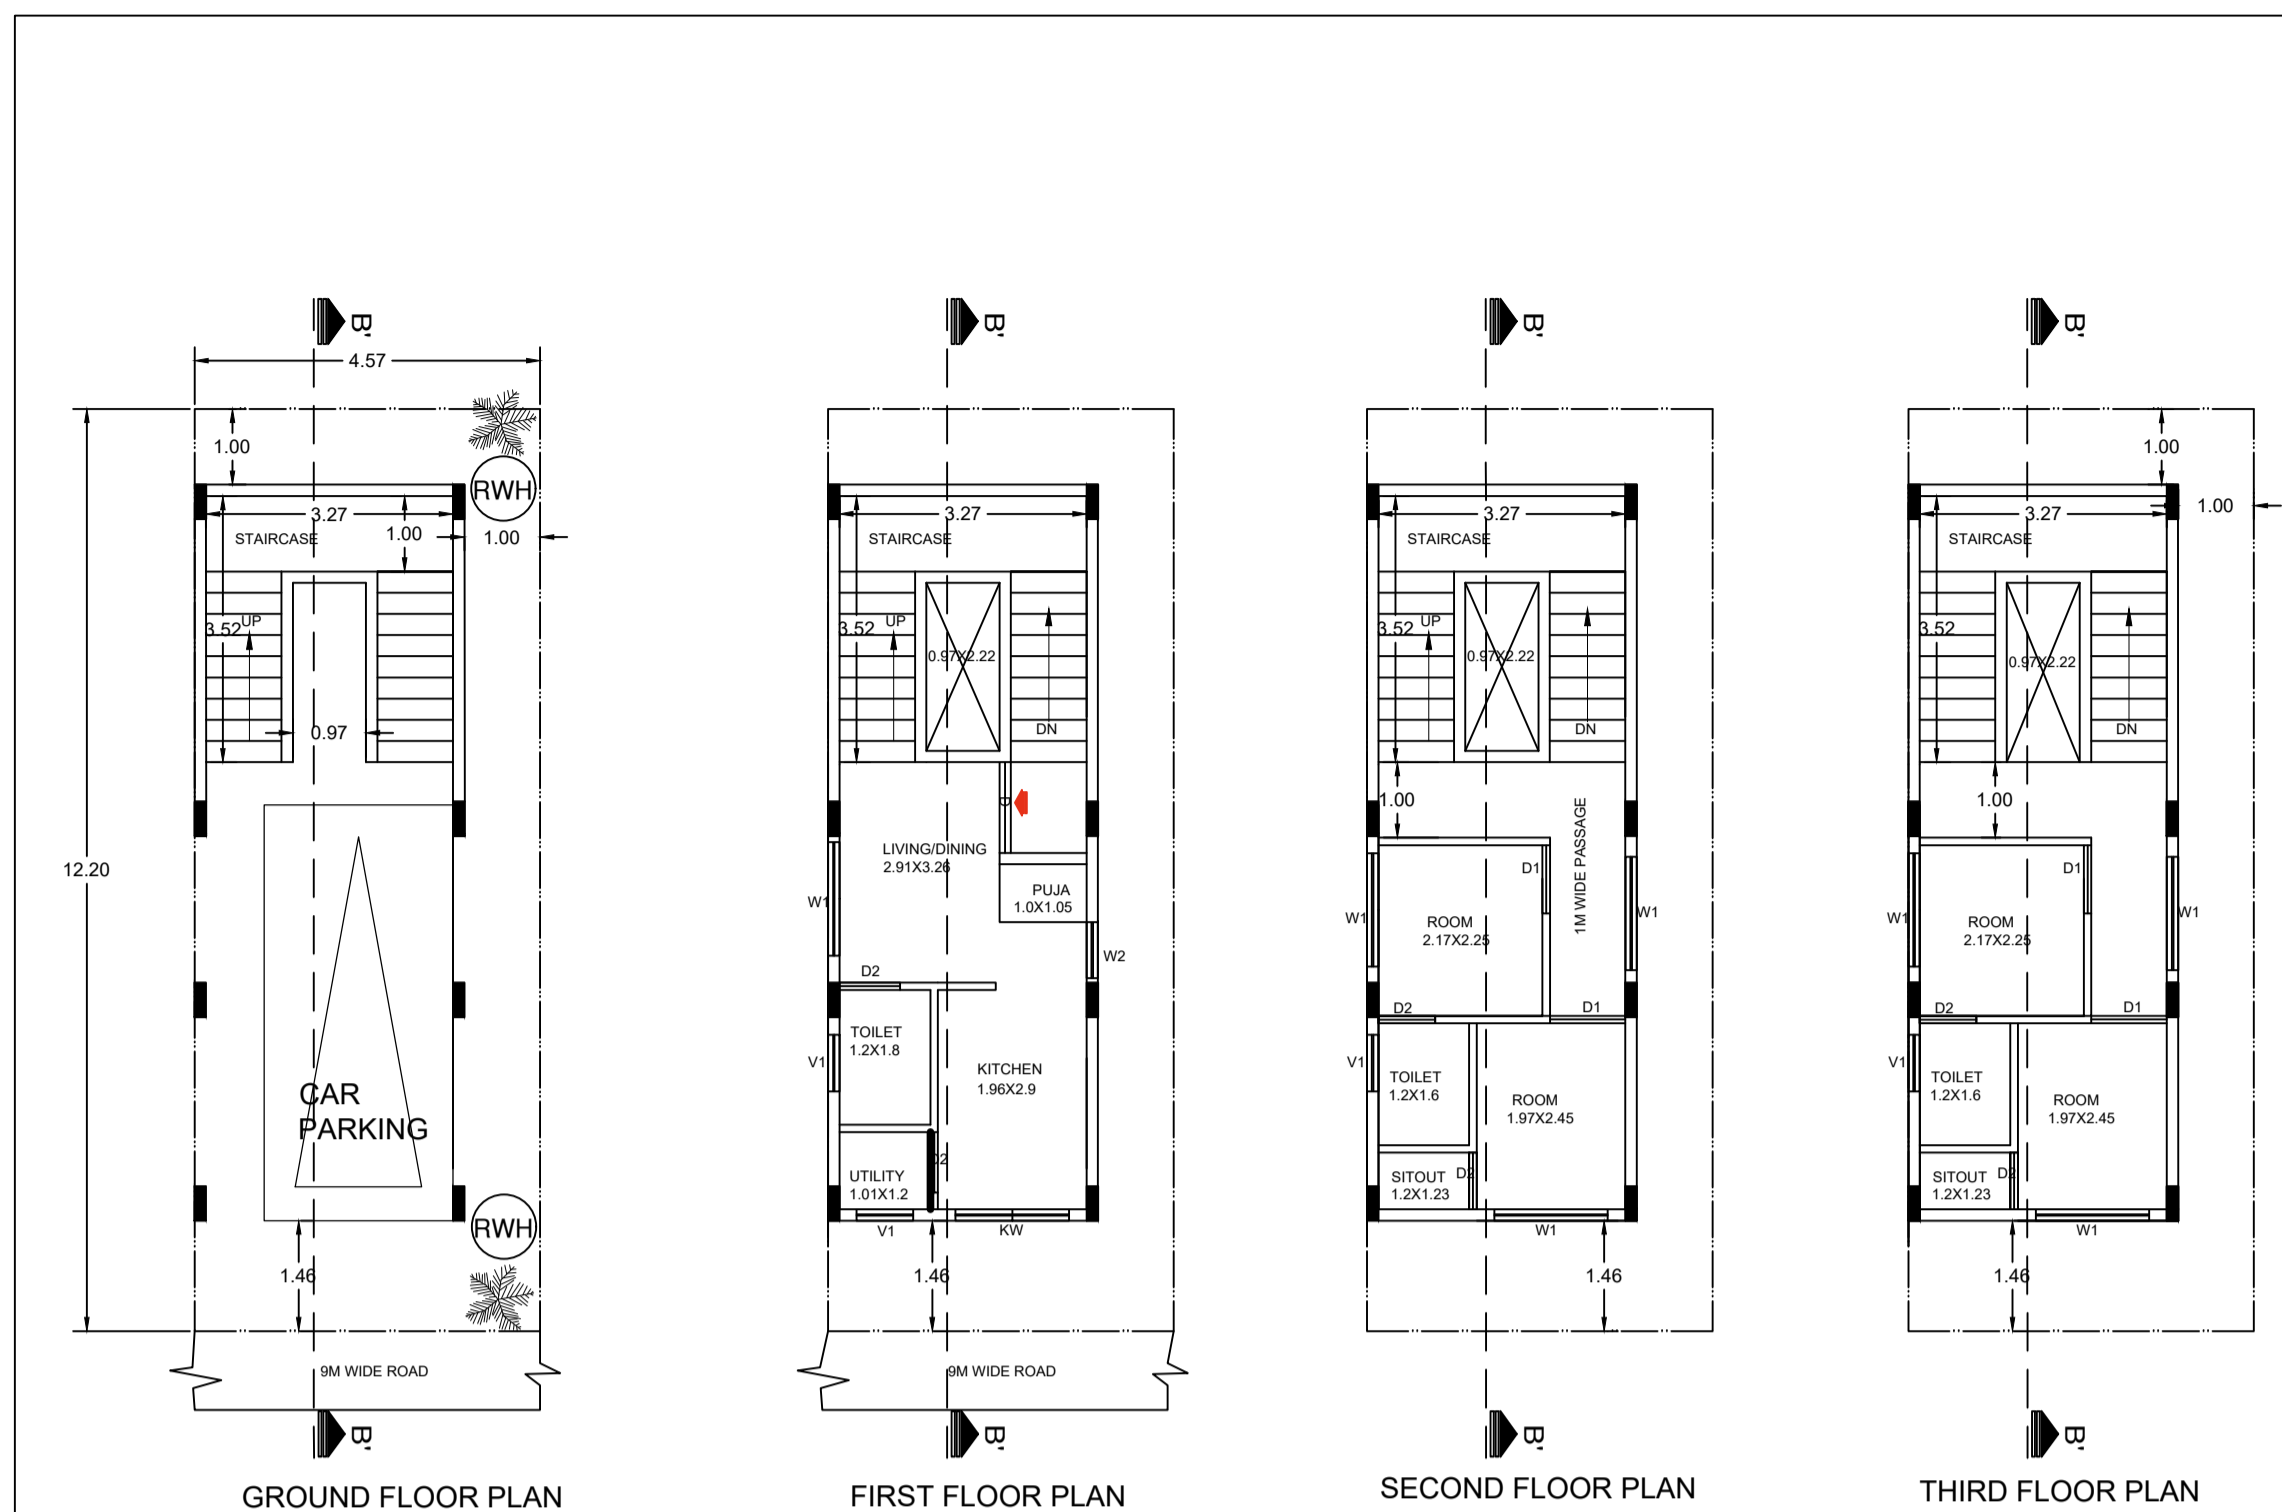 B'
4.57
1.00
RWH
3.27
STAIRCASE
1.00
1.00
3.52
UP
0.97
12.20
CAR
PARKING
RWH
1.46
9M WIDE ROAD
B'
GROUND FLOOR PLAN
B'
3.27
STAIRCASE
3.52
UP
0.97X2.22
DN
D
LIVING/DINING
2.91X3.26
PUJA
1.0X1.05
W1
W2
D2
TOILET
1.2X1.8
V1
KITCHEN
1.96X2.9
UTILITY
1.01X1.2
V1
KW
1.46
9M WIDE ROAD
B'
FIRST FLOOR PLAN
B'
3.27
STAIRCASE
3.52
UP
0.97X2.22
DN
1.00
1M WIDE PASSAGE
D1
W1
ROOM
2.17X2.25
W1
D2
D1
V1
TOILET
1.2X1.6
ROOM
1.97X2.45
SITOUT
1.2X1.23
D2
W1
1.46
B'
SECOND FLOOR PLAN
B'
1.00
3.27
1.00
STAIRCASE
3.52
0.97X2.22
DN
1.00
D1
W1
ROOM
2.17X2.25
W1
D2
D1
V1
TOILET
1.2X1.6
ROOM
1.97X2.45
SITOUT
1.2X1.23
D2
W1
1.46
B'
THIRD FLOOR PLAN